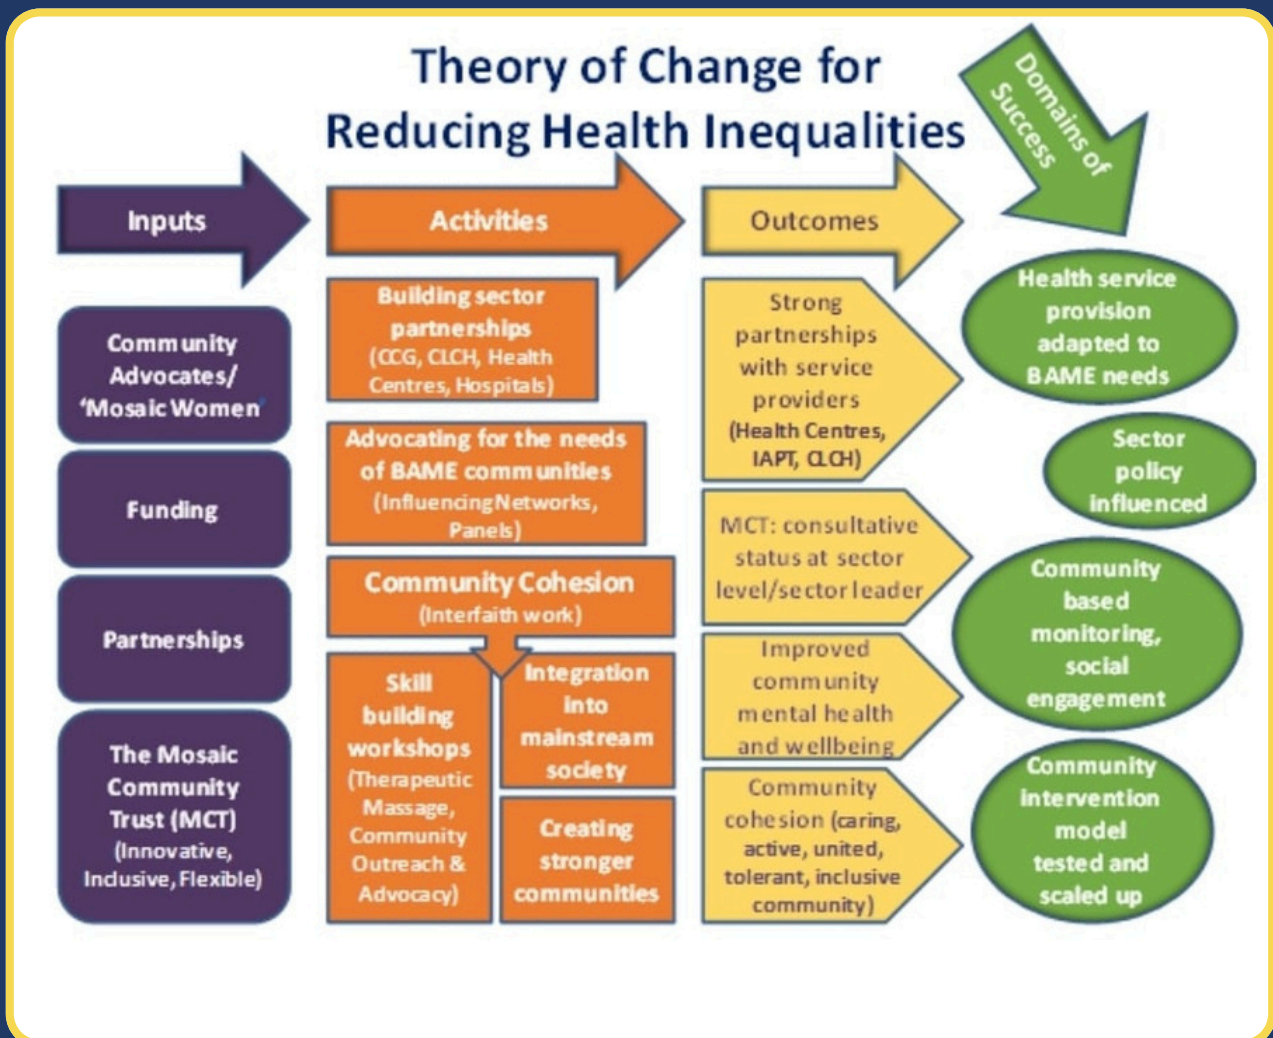 Theory of Change for
Reducing Health Inequalities
Domains of
Success
Inputs
Activities
Outcomes
Community
Advocates/
‘Mosaic Women’
Funding
Partnerships
The Mosaic
Community
Trust (MCT)
(Innovative,
Inclusive, Flexible)
Building sector
partnerships
(CCG, CLCH, Health
Centres, Hospitals)
Advocating for the needs
of BAME communities
(Influencing Networks,
Panels)
Community Cohesion
(Interfaith work)
Skill
building
workshops
(Therapeutic
Massage,
Community
Outreach &
Advocacy)
Integration
into
mainstream
society
Creating
stronger
communities
Strong
partnerships
with service
providers
(Health Centres,
IAPT, CLCH)
MCT: consultative
status at sector
level/sector leader
Improved
community
mental health
and wellbeing
Community
cohesion (caring,
active, united,
tolerant, inclusive
community)
Health service
provision
adapted to
BAME needs
Sector
policy
influenced
Community
based
monitoring,
social
engagement
Community
intervention
model
tested and
scaled up